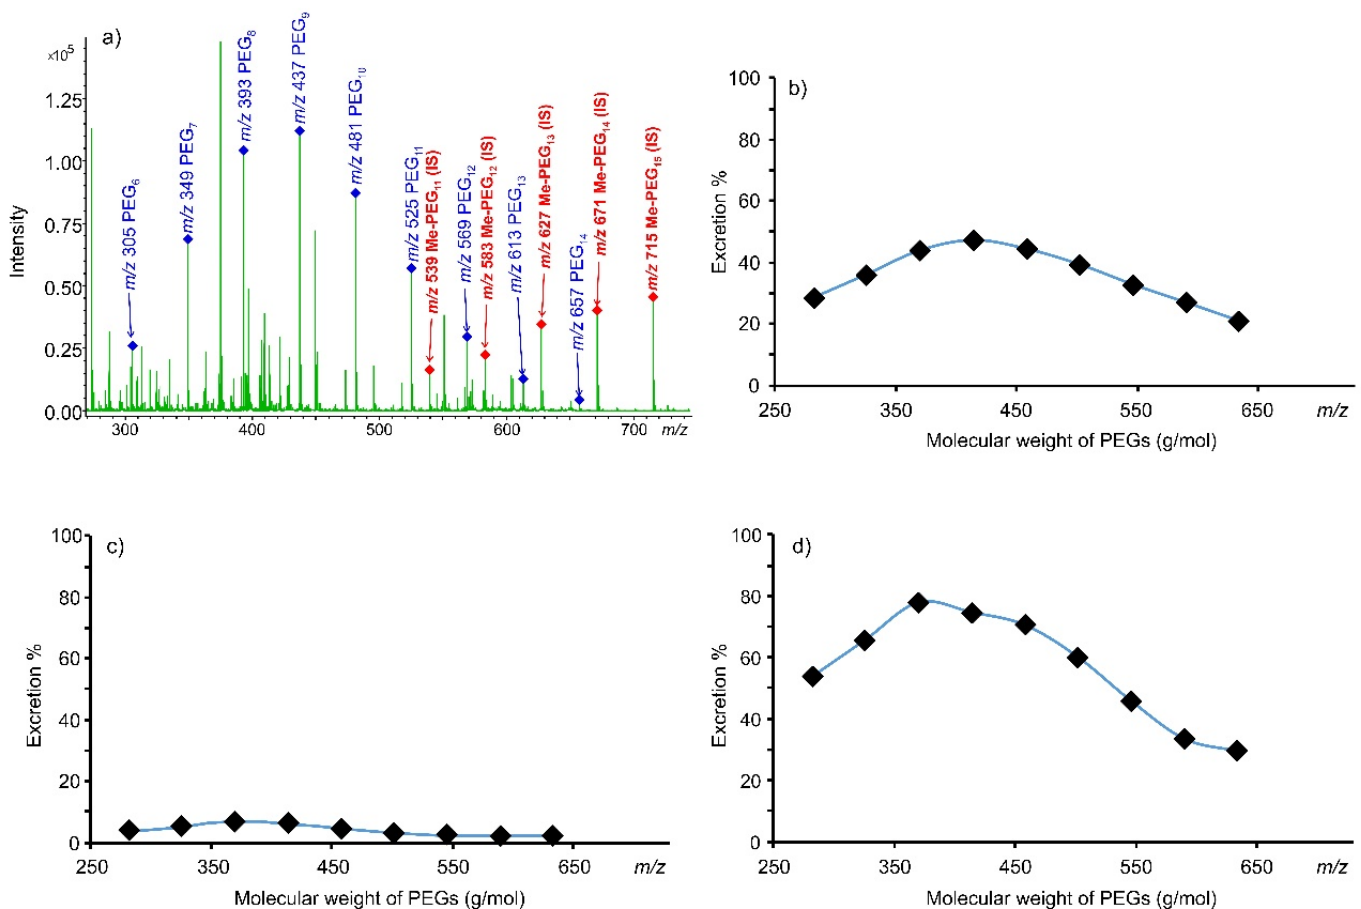 a)
×10⁵
1.25
1.00
0.75
0.50
0.25
0.00
Intensity
300
400
500
600
700
m/z
m/z 305 PEG₆
m/z 349 PEG₇
m/z 393 PEG₈
m/z 437 PEG₉
m/z 481 PEG₁₀
m/z 525 PEG₁₁
m/z 539 Me-PEG₁₁ (IS)
m/z 569 PEG₁₂
m/z 583 Me-PEG₁₂ (IS)
m/z 613 PEG₁₃
m/z 627 Me-PEG₁₃ (IS)
m/z 657 PEG₁₄
m/z 671 Me-PEG₁₄ (IS)
m/z 715 Me-PEG₁₅ (IS)
b)
100
80
60
40
20
0
Excretion %
250
350
450
550
650
m/z
Molecular weight of PEGs (g/mol)
c)
100
80
60
40
20
0
Excretion %
250
350
450
550
650
m/z
Molecular weight of PEGs (g/mol)
d)
100
80
60
40
20
0
Excretion %
250
350
450
550
650
m/z
Molecular weight of PEGs (g/mol)